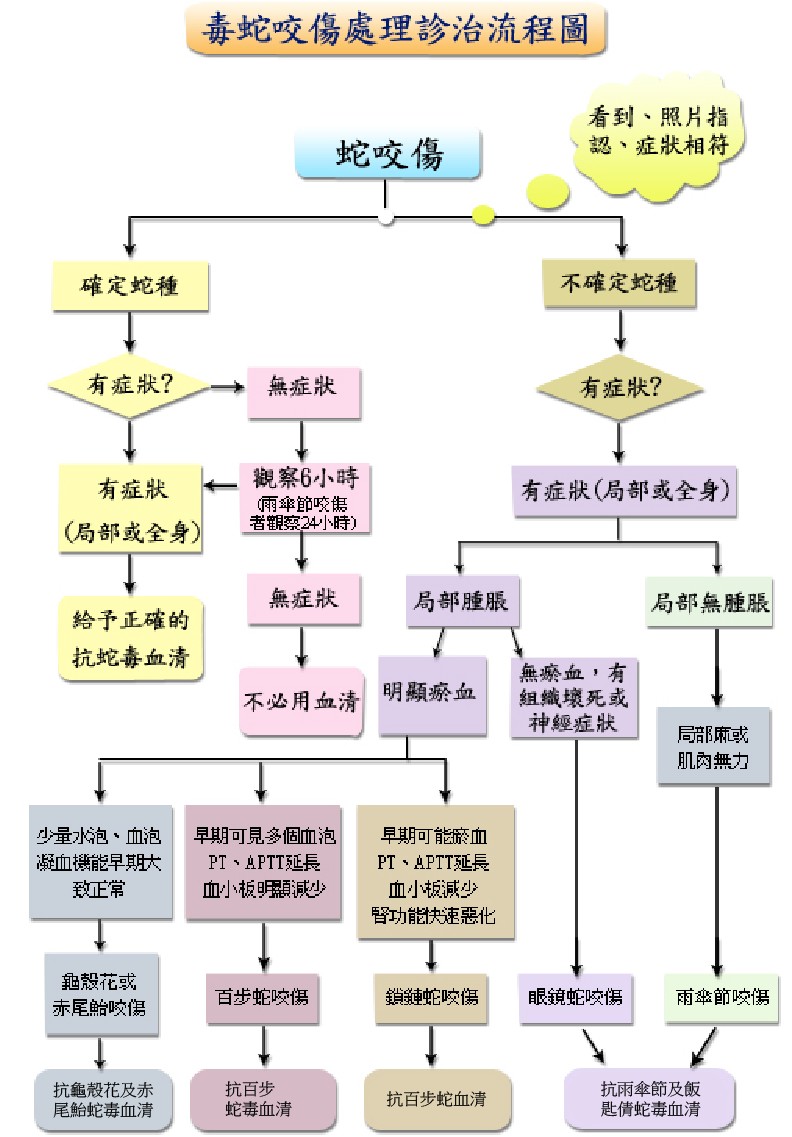 毒蛇咬傷處理診治流程圖
看到、照片指
認、症狀相符
蛇咬傷
確定蛇種
不確定蛇種
有症狀?
無症狀
有症狀?
有症狀
(局部或全身)
觀察6小時
(雨傘節咬傷
者觀察24小時)
有症狀(局部或全身)
給予正確的
抗蛇毒血清
無症狀
局部腫脹
局部無腫脹
不必用血清
明顯瘀血
無瘀血，有
組織壞死或
神經症狀
局部麻或
肌肉無力
少量水泡、血泡
凝血機能早期大
致正常
早期可見多個血泡
PT、APTT延長
血小板明顯減少
早期可能瘀血
PT、APTT延長
血小板減少
腎功能快速惡化
龜殼花或
赤尾鮐咬傷
百步蛇咬傷
鎖鏈蛇咬傷
眼鏡蛇咬傷
雨傘節咬傷
抗龜殼花及赤
尾鮐蛇毒血清
抗百步
蛇毒血清
抗百步蛇血清
抗雨傘節及飯
匙倩蛇毒血清